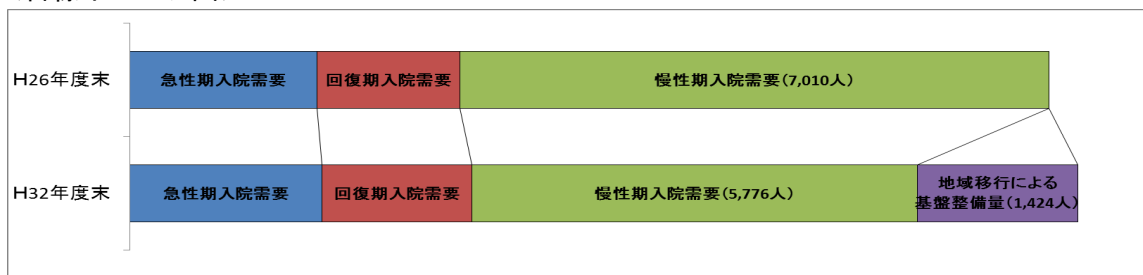 H26年度末
急性期入院需要
回復期入院需要
慢性期入院需要(7,010人)
H32年度末
急性期入院需要
回復期入院需要
慢性期入院需要(5,776人)
地域移行による
基盤整備量(1,424人)